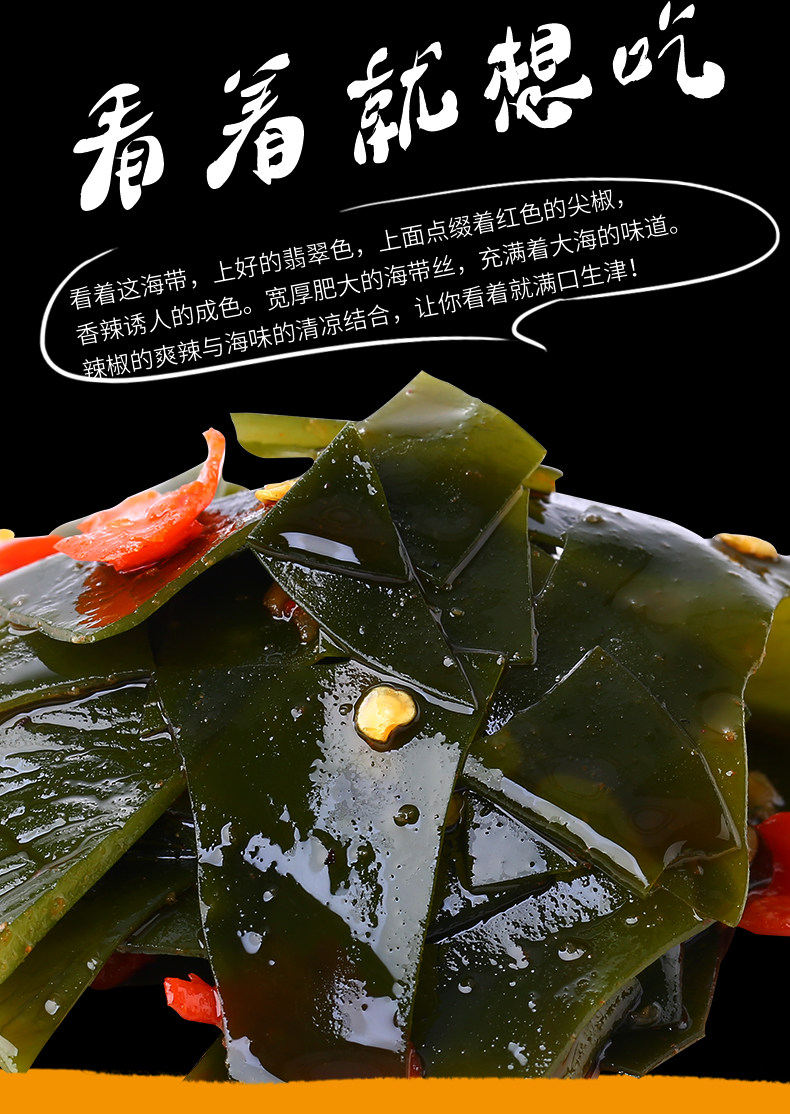 看着就想吃
看着这海带，上好的翡翠色，上面点缀着红色的尖椒，
香辣诱人的成色。宽厚肥大的海带丝，充满着大海的味道。
辣椒的爽辣与海味的清凉结合，让你看着就满口生津！